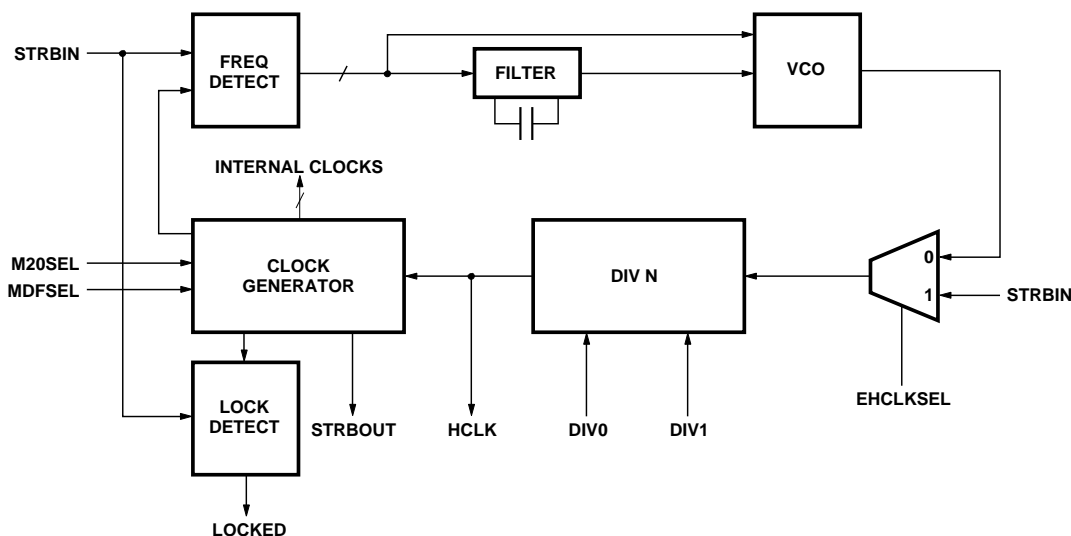 STRBIN
FREQ
DETECT
FILTER
VCO
INTERNAL CLOCKS
M20SEL
MDFSEL
CLOCK
GENERATOR
DIV N
0
1
STRBIN
LOCK
DETECT
STRBOUT
HCLK
DIV0
DIV1
EHCLKSEL
LOCKED